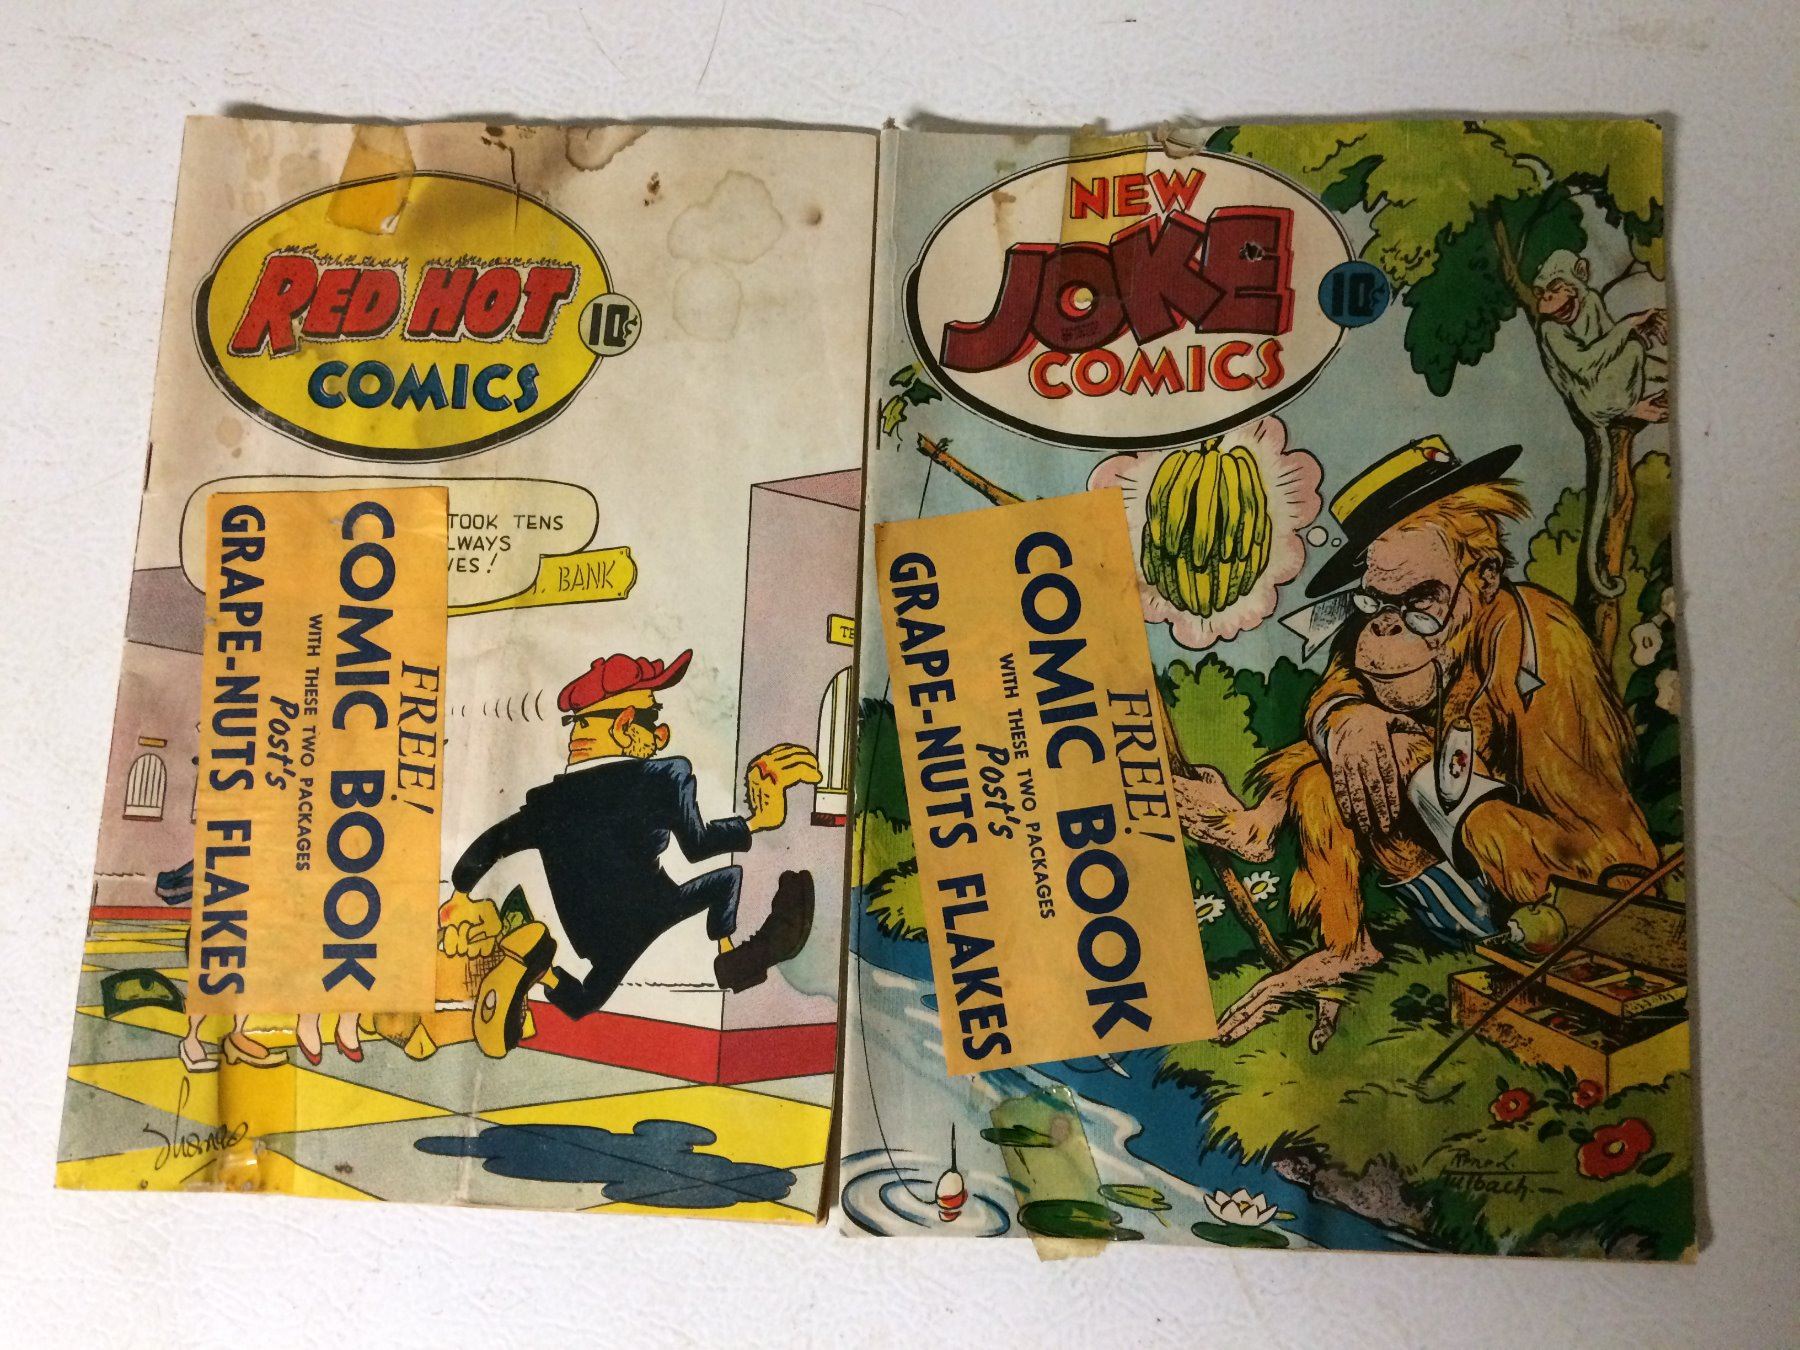 RED HOT
10¢
COMICS
TOOK TENS
LWAYS
VES!
BANK
TE
FREE!
COMIC BOOK
WITH THESE TWO PACKAGES
Post's
GRAPE-NUTS FLAKES
NEW
JOKE
10¢
COMICS
FREE!
COMIC BOOK
WITH THESE TWO PACKAGES
Post's
GRAPE-NUTS FLAKES